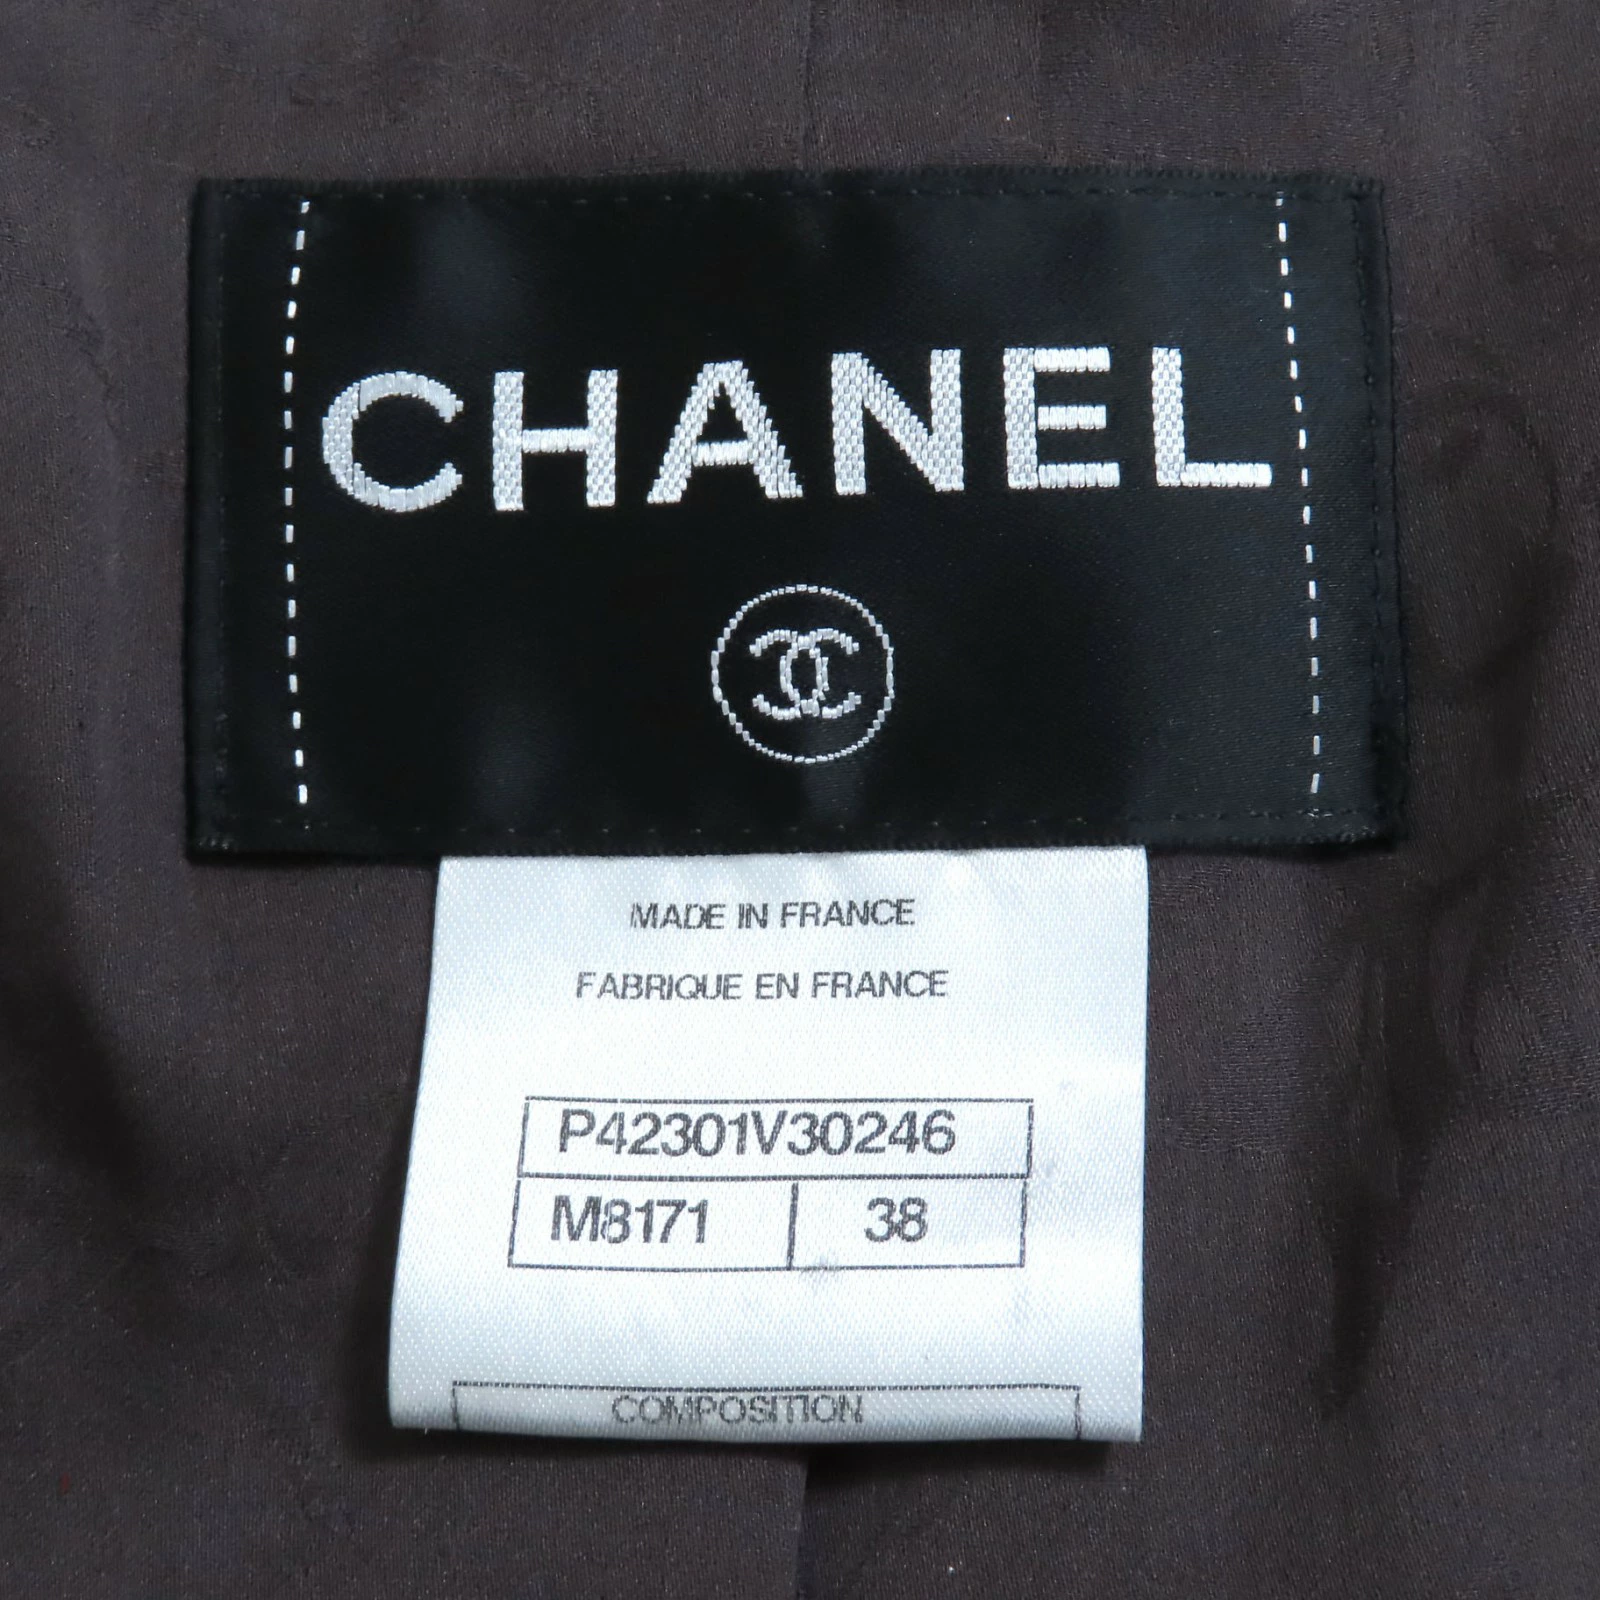 CHANEL
MADE IN FRANCE
FABRIQUE EN FRANCE
P42301V30246
M8171 38
COMPOSITION